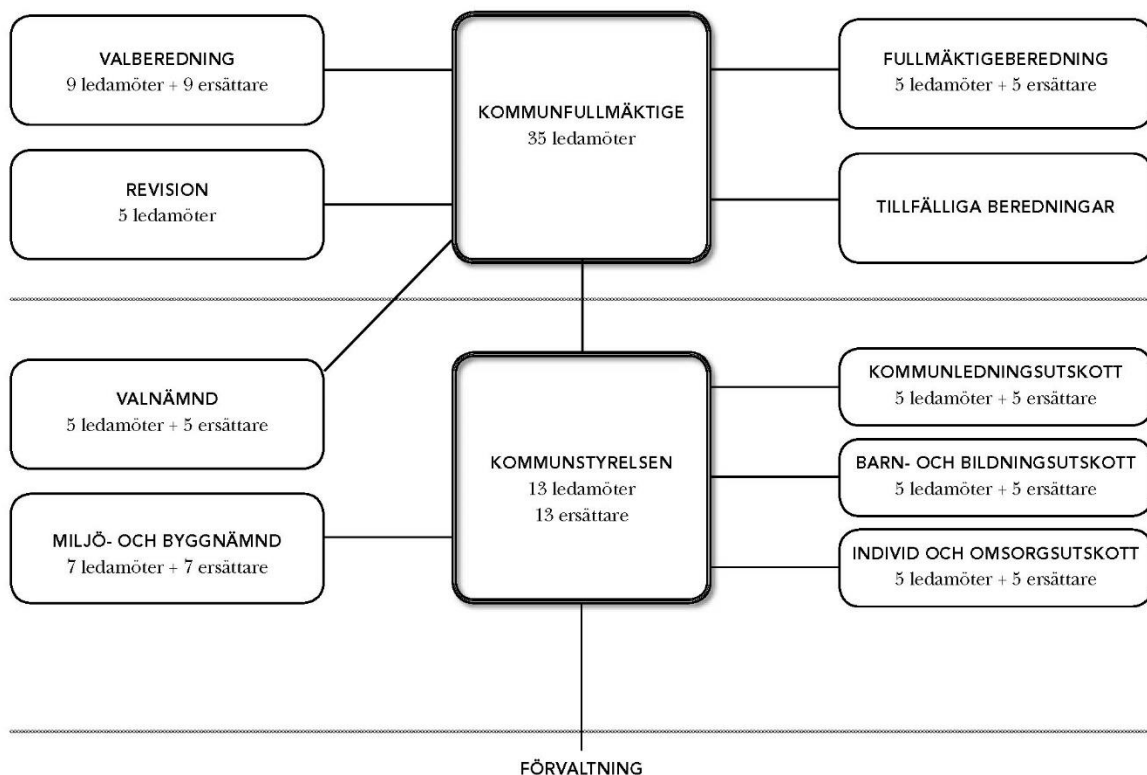 VALBEREDNING
9 ledamöter + 9 ersättare
REVISION
5 ledamöter
KOMMUNFULLMÄKTIGE
35 ledamöter
FULLMÄKTIGEBEREDNING
5 ledamöter + 5 ersättare
TILLFÄLLIGA BEREDNINGAR
VALNÄMND
5 ledamöter + 5 ersättare
MILJÖ- OCH BYGGNÄMND
7 ledamöter + 7 ersättare
KOMMUNSTYRELSEN
13 ledamöter
13 ersättare
KOMMUNLEDNINGSUTSKOTT
5 ledamöter + 5 ersättare
BARN- OCH BILDNINGSUTSKOTT
5 ledamöter + 5 ersättare
INDIVID OCH OMSORGSUTSKOTT
5 ledamöter + 5 ersättare
FÖRVALTNING